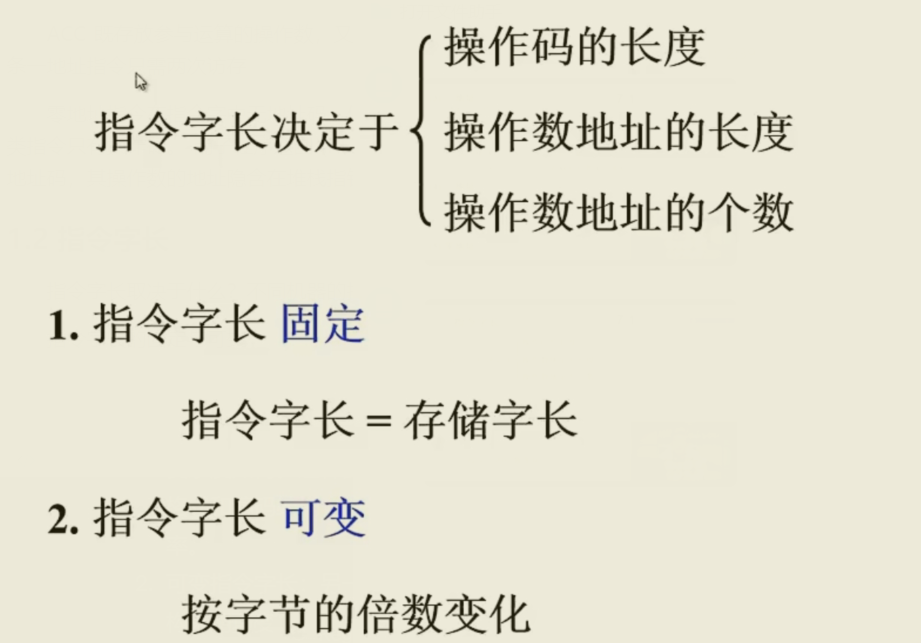 操作码的长度
指令字长决定于 操作数地址的长度
操作数地址的个数
1. 指令字长 固定
指令字长 = 存储字长
2. 指令字长 可变
按字节的倍数变化